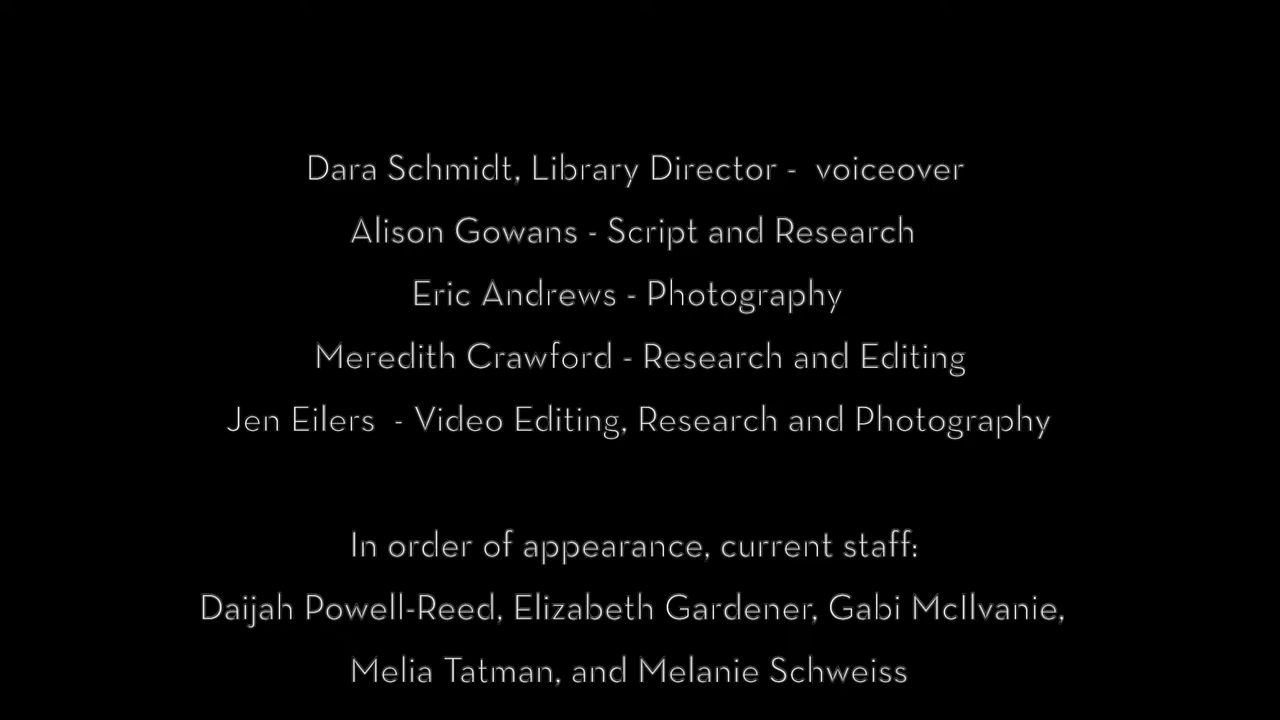 Dara Schmidt, Library Director -  voiceover
Alison Gowans - Script and Research
Eric Andrews - Photography
Meredith Crawford - Research and Editing
Jen Eilers  - Video Editing, Research and Photography
In order of appearance, current staff:
Daijah Powell-Reed, Elizabeth Gardener, Gabi McIlvanie,
Melia Tatman, and Melanie Schweiss